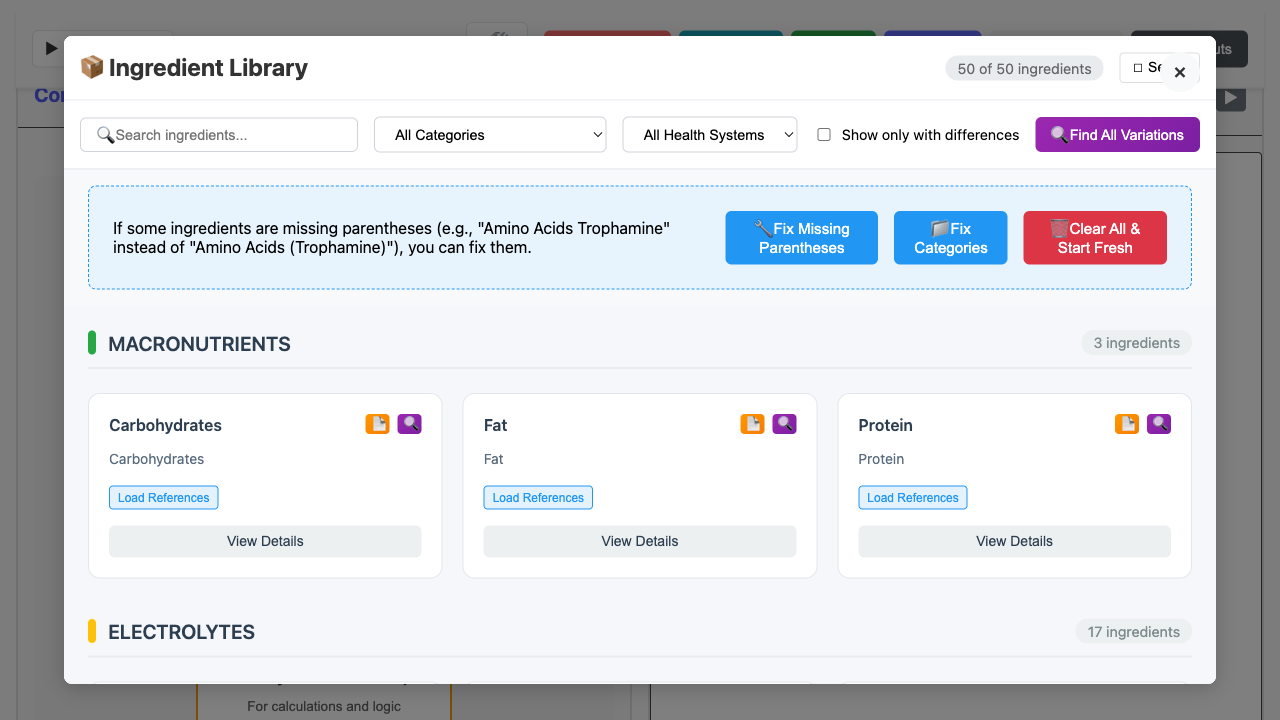 Ingredient Library
50 of 50 ingredients
Search ingredients...
All Categories
All Health Systems
Show only with differences
Find All Variations
If some ingredients are missing parentheses (e.g., "Amino Acids Trophamine"
instead of "Amino Acids (Trophamine)"), you can fix them.
Fix Missing
Parentheses
Fix
Categories
Clear All &
Start Fresh
MACRONUTRIENTS
3 ingredients
Carbohydrates
Carbohydrates
Load References
View Details
Fat
Fat
Load References
View Details
Protein
Protein
Load References
View Details
ELECTROLYTES
17 ingredients
For calculations and logic